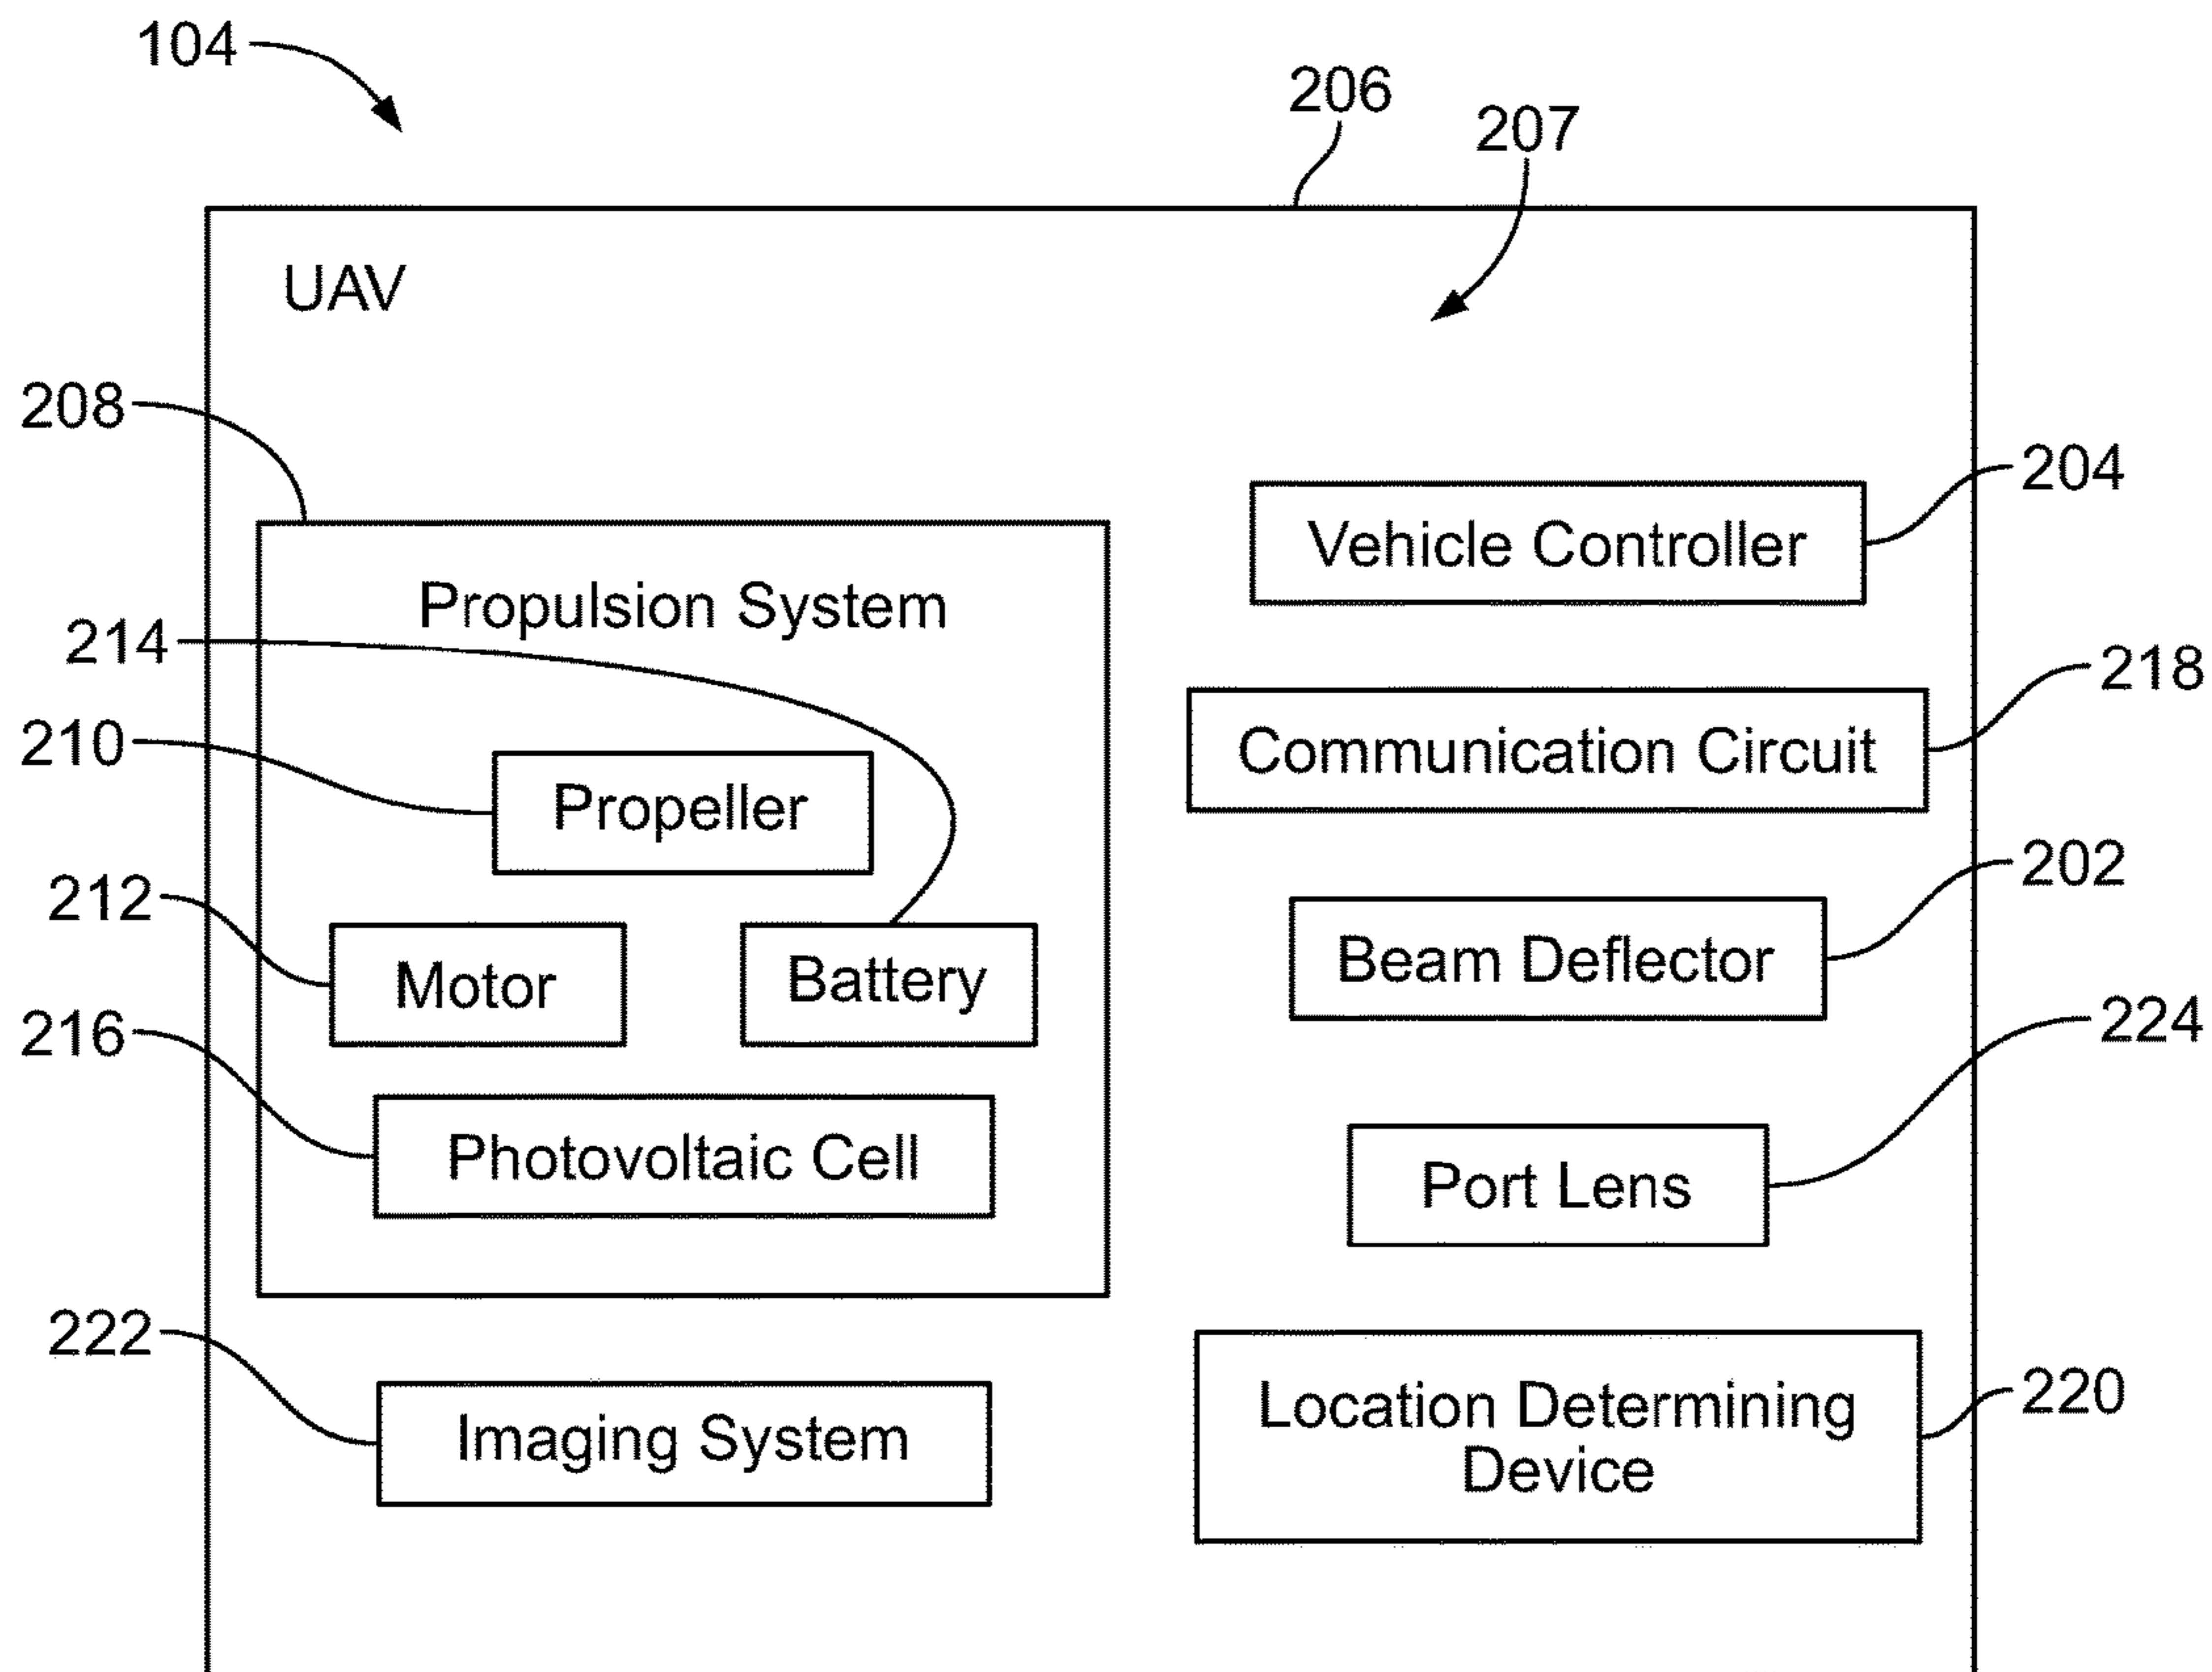 104
206
207
UAV
208
204
Vehicle Controller
Propulsion System
214
218
Communication Circuit
210
Propeller
202
212
Beam Deflector
Motor
Battery
216
224
Photovoltaic Cell
Port Lens
222
220
Imaging System
Location Determining
Device